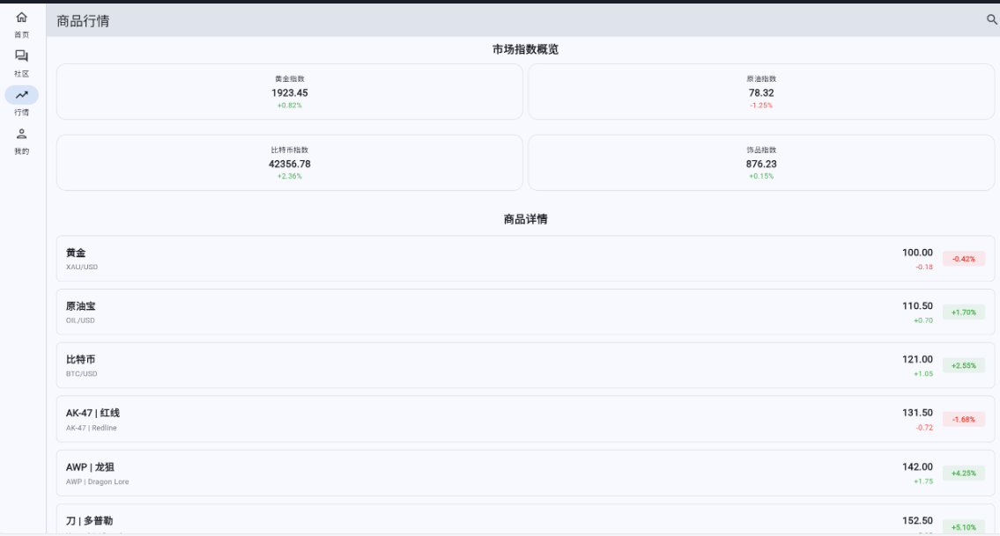 商品行情
首页
社区
行情
我的
市场指数概览
黄金指数
1923.45
+0.82%
原油指数
78.32
-1.25%
比特币指数
42356.78
+2.36%
饰品指数
876.23
+0.15%
商品详情
黄金
XAU/USD
100.00
-0.18
-0.42%
原油宝
OIL/USD
110.50
+0.70
+1.70%
比特币
BTC/USD
121.00
+1.05
+2.55%
AK-47 | 红线
AK-47 | Redline
131.50
-0.72
-1.68%
AWP | 龙狙
AWP | Dragon Lore
142.00
+1.75
+4.25%
刀 | 多普勒
152.50
+5.10%